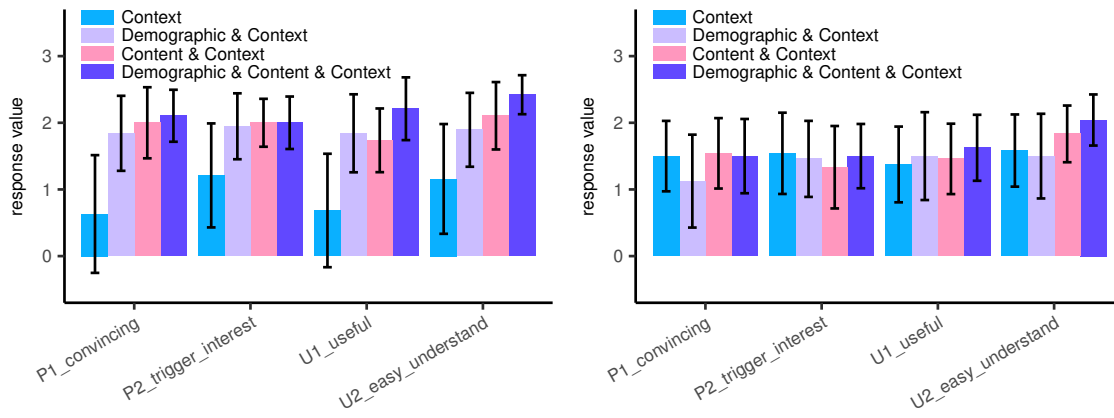 Context
Demographic & Context
Content & Context
Demographic & Content & Context
response value
3
2
1
0
P1_convincing
P2_trigger_interest
U1_useful
U2_easy_understand
Context
Demographic & Context
Content & Context
Demographic & Content & Context
response value
3
2
1
0
P1_convincing
P2_trigger_interest
U1_useful
U2_easy_understand